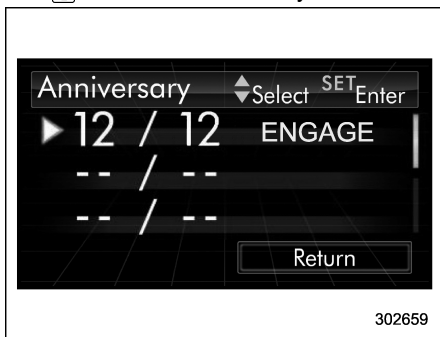 Anniversary Select SET Enter
12 / 12 ENGAGE
-- / --
-- / --
Return
302659